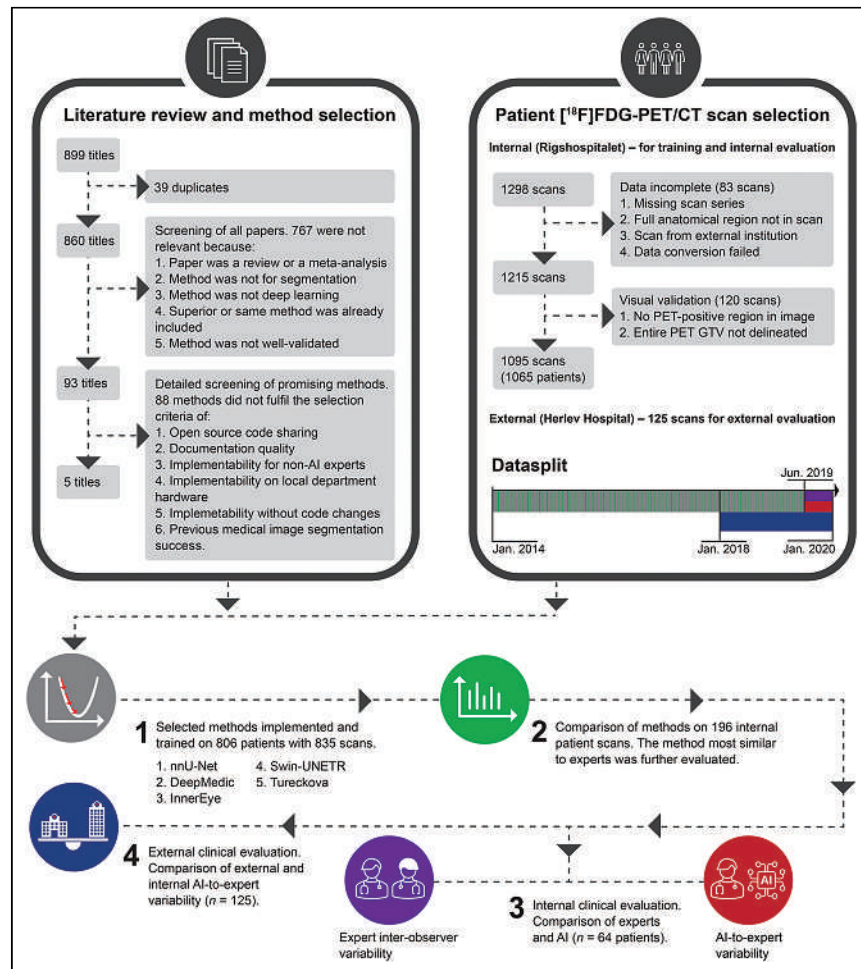 Literature review and method selection
899 titles
39 duplicates
860 titles
Screening of all papers. 767 were not
relevant because:
1. Paper was a review or a meta-analysis
2. Method was not for segmentation
3. Method was not deep learning
4. Superior or same method was already
included
5. Method was not well-validated
93 titles
Detailed screening of promising methods.
88 methods did not fulfil the selection
criteria of:
1. Open source code sharing
2. Documentation quality
3. Implementability for non-AI experts
4. Implementability on local department
hardware
5. Implemetability without code changes
6. Previous medical image segmentation
success.
5 titles
Patient [¹⁸F]FDG-PET/CT scan selection
Internal (Rigshospitalet) – for training and internal evaluation
1298 scans
Data incomplete (83 scans)
1. Missing scan series
2. Full anatomical region not in scan
3. Scan from external institution
4. Data conversion failed
1215 scans
Visual validation (120 scans)
1. No PET-positive region in image
2. Entire PET GTV not delineated
1095 scans
(1065 patients)
External (Herlev Hospital) – 125 scans for external evaluation
Datasplit
Jun. 2019
Jan. 2014
Jan. 2018
Jan. 2020
1 Selected methods implemented and
trained on 806 patients with 835 scans.
1. nnU-Net
2. DeepMedic
3. InnerEye
4. Swin-UNETR
5. Tureckova
2 Comparison of methods on 196 internal
patient scans. The method most similar
to experts was further evaluated.
4 External clinical evaluation.
Comparison of external and
internal AI-to-expert
variability (n = 125).
Expert inter-observer
variability
3 Internal clinical evaluation.
Comparison of experts
and AI (n = 64 patients).
AI
AI-to-expert
variability